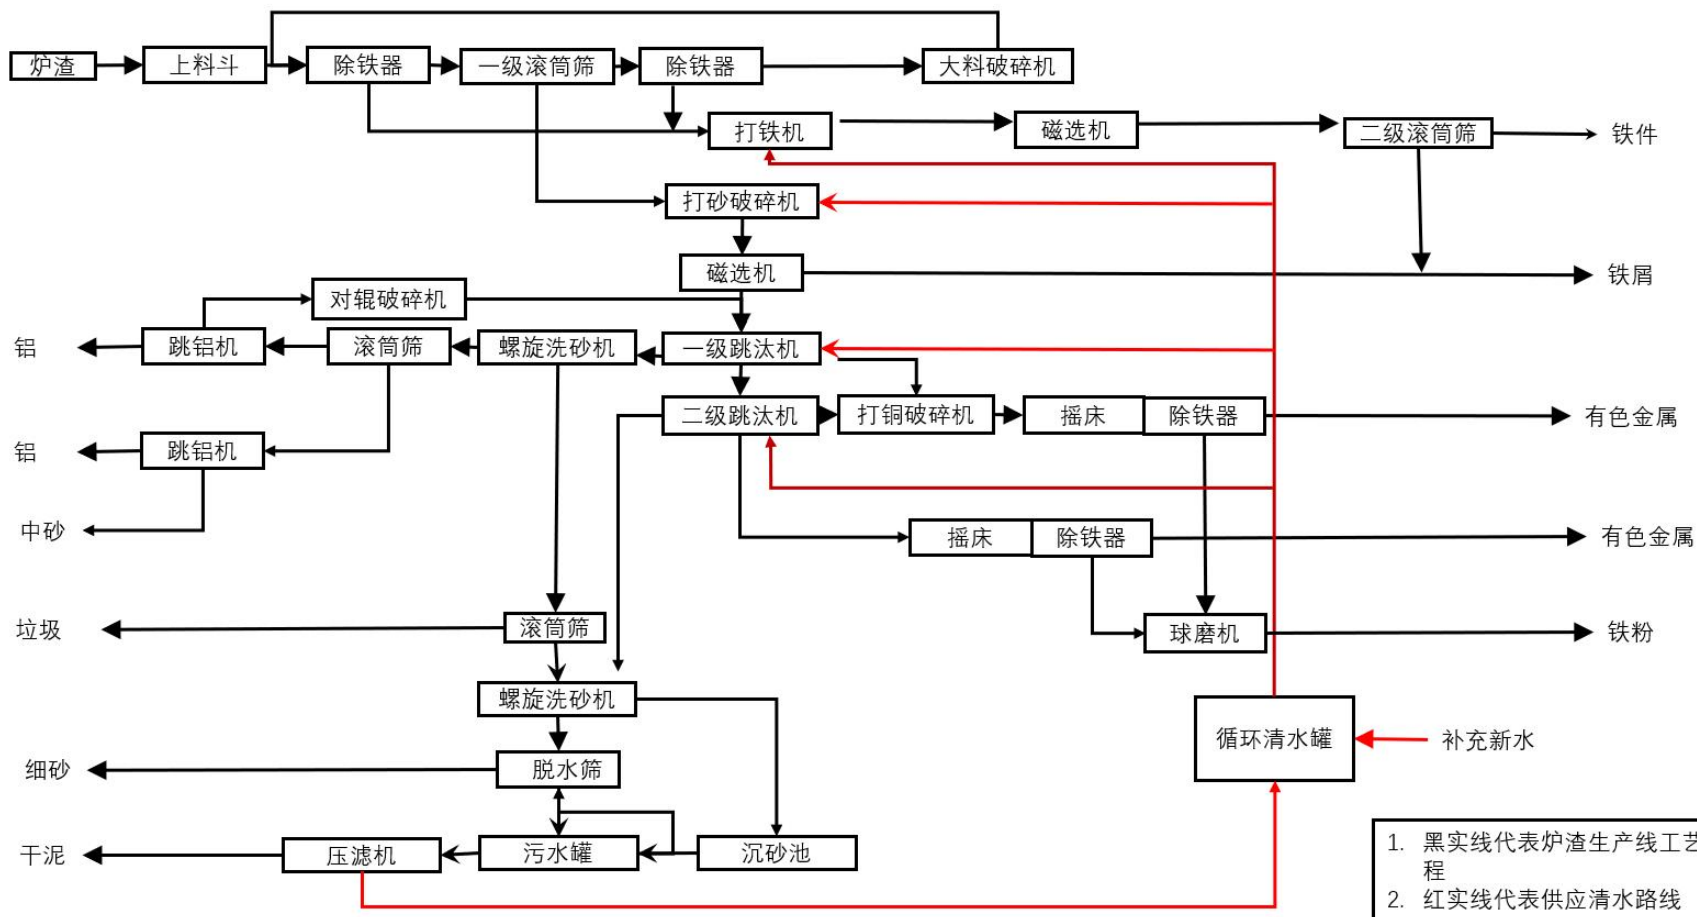 炉渣
上料斗
除铁器
一级滚筒筛
除铁器
大料破碎机
打铁机
磁选机
二级滚筒筛
铁件
打砂破碎机
磁选机
铁屑
对辊破碎机
铝
跳铝机
滚筒筛
螺旋洗砂机
一级跳汰机
二级跳汰机
打铜破碎机
摇床
除铁器
有色金属
铝
跳铝机
中砂
摇床
除铁器
有色金属
垃圾
滚筒筛
球磨机
铁粉
螺旋洗砂机
循环清水罐
补充新水
细砂
脱水筛
干泥
压滤机
污水罐
沉砂池
1. 黑实线代表炉渣生产线工艺
程
2. 红实线代表供应清水路线